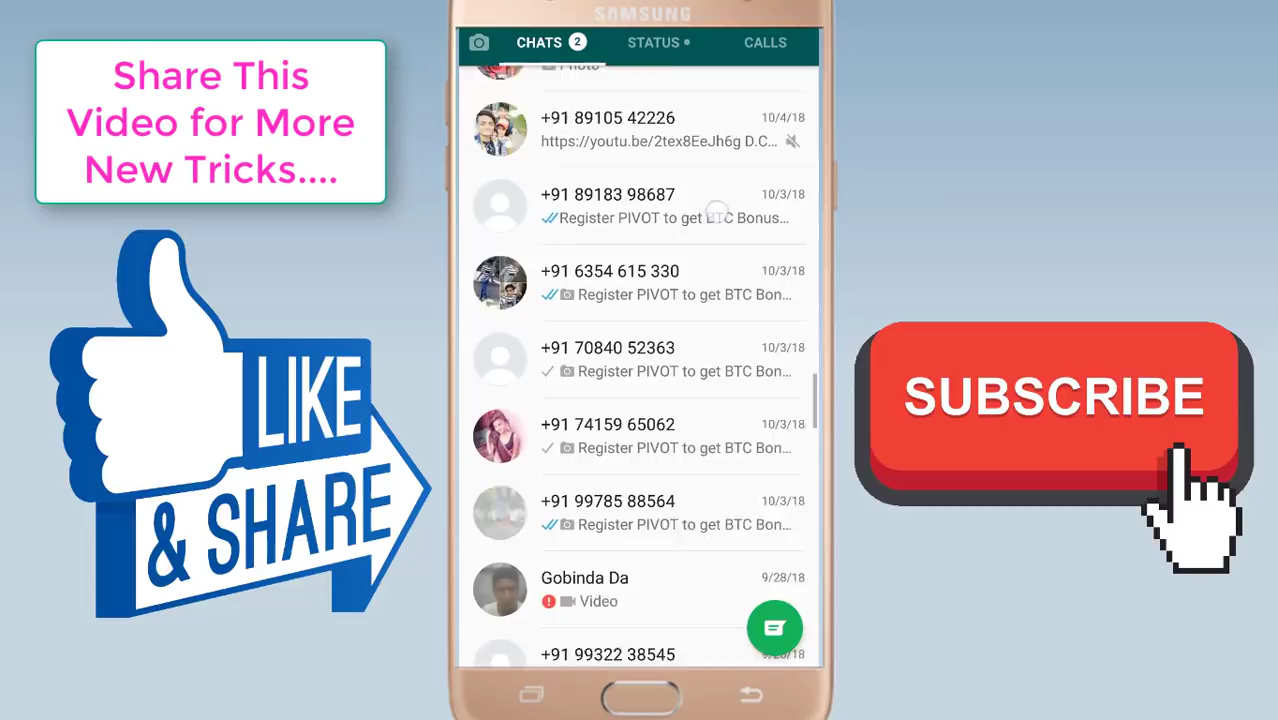 Share This
Video for More
New Tricks....
LIKE
& SHARE
SAMSUNG
CHATS 2 STATUS • CALLS
Photo
+91 89105 42226 10/4/18
https://youtu.be/2tex8EeJh6g D.C...
+91 89183 98687 10/3/18
Register PIVOT to get BTC Bonus...
+91 6354 615 330 10/3/18
Register PIVOT to get BTC Bon...
+91 70840 52363 10/3/18
Register PIVOT to get BTC Bon...
+91 74159 65062 10/3/18
Register PIVOT to get BTC Bon...
+91 99785 88564 10/3/18
Register PIVOT to get BTC Bon...
Gobinda Da 9/28/18
Video
+91 99322 38545
SUBSCRIBE